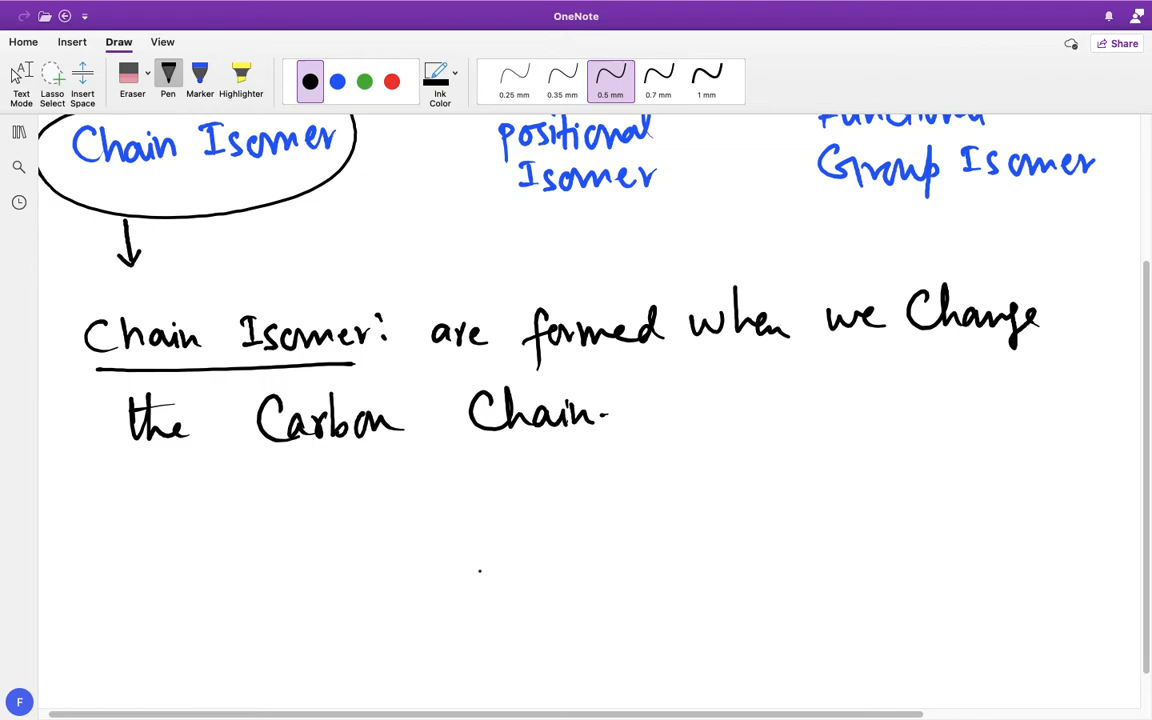 OneNote
Home Insert Draw View
Share
Text Mode
Lasso Select
Insert Space
Eraser
Pen
Marker
Highlighter
Ink Color
0.25 mm
0.35 mm
0.5 mm
0.7 mm
1 mm
Chain Isomer
positional
Isomer
Functional
Group Isomer
Chain Isomer: are formed when we Change
the Carbon Chain.
F